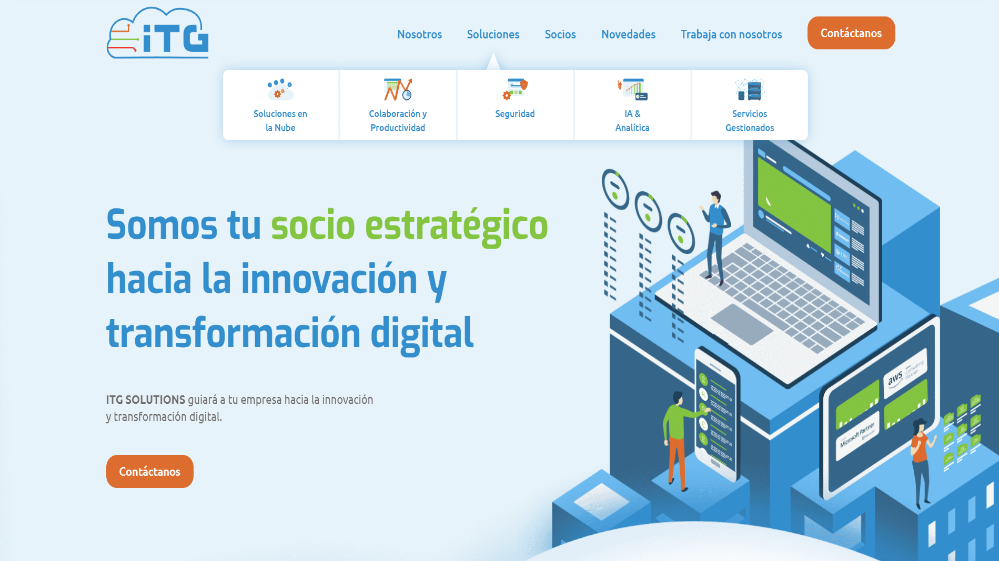 iTG
Nosotros
Soluciones
Socios
Novedades
Trabaja con nosotros
Contáctanos
Soluciones en
la Nube
Colaboración y
Productividad
Seguridad
IA &
Analítica
Servicios
Gestionados
Somos tu socio estratégico
hacia la innovación y
transformación digital
ITG SOLUTIONS guiará a tu empresa hacia la innovación
y transformación digital.
Contáctanos
aws
Microsoft Partner